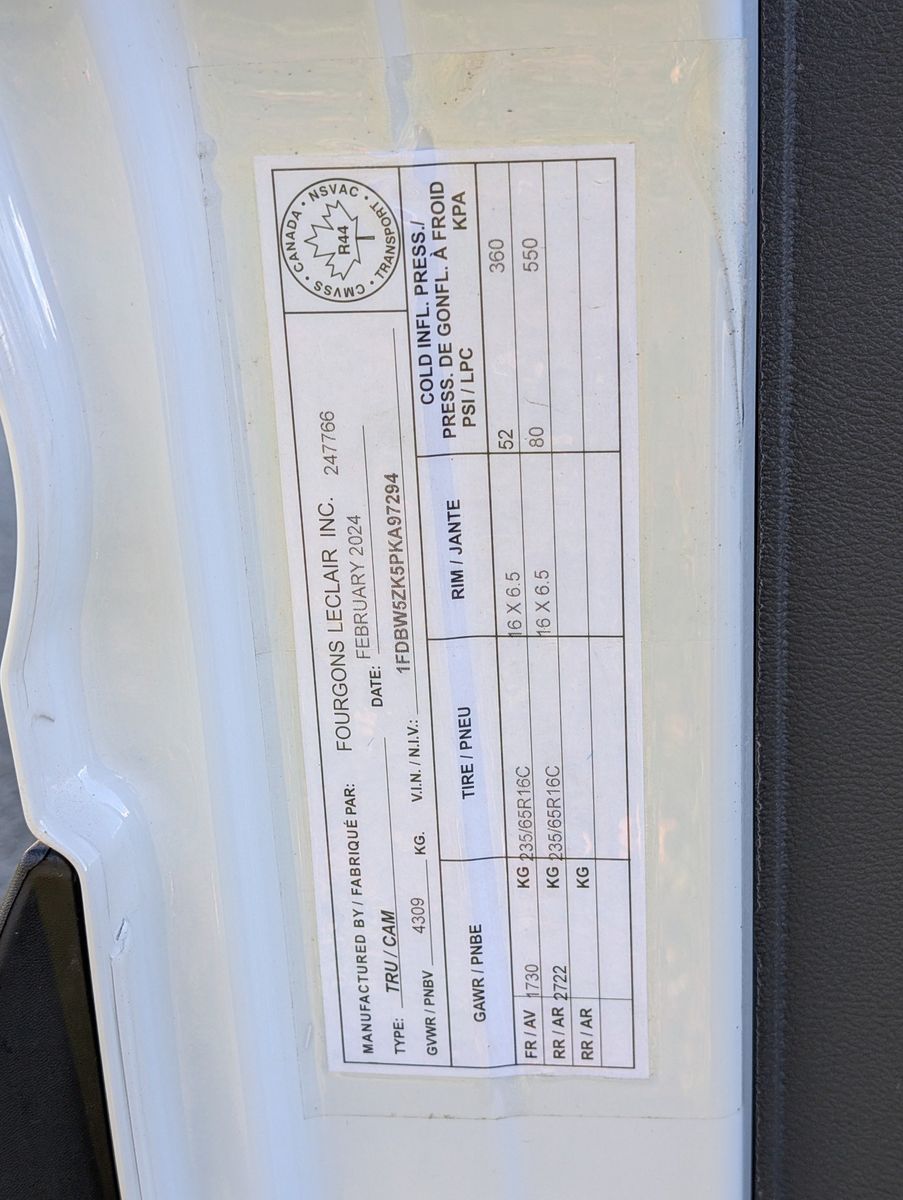 MANUFACTURED BY / FABRIQUÉ PAR: FOURGONS LECLAIR INC. 247766
TYPE: TRU / CAM DATE: FEBRUARY 2024
GVWR / PNBV 4309 KG. V.I.N. / N.I.V.: 1FDBW5ZK5PKA97294
CANADA • NSVAC • TRANSPORT • CMVSS •
R44
GAWR / PNBE TIRE / PNEU RIM / JANTE COLD INFL. PRESS./
PRESS. DE GONFL. À FROID
PSI / LPC KPA
FR / AV 1730 KG 235/65R16C 16 X 6.5 52 360
RR / AR 2722 KG 235/65R16C 16 X 6.5 80 550
RR / AR KG